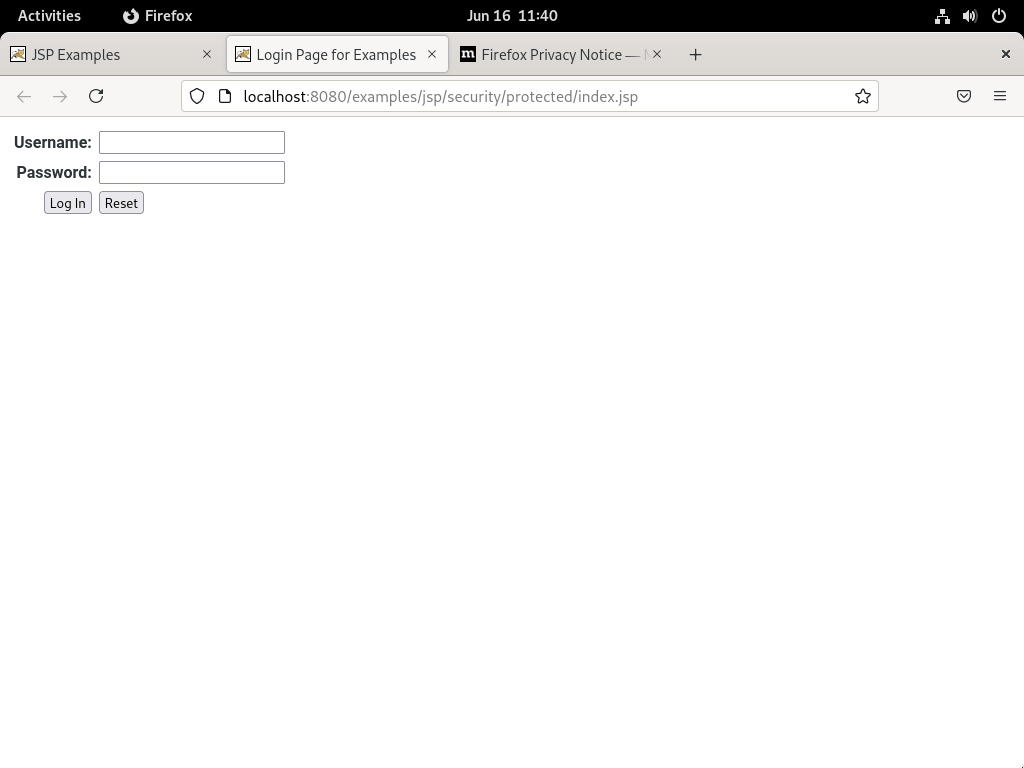 Activities Firefox Jun 16 11:40
JSP Examples Login Page for Examples Firefox Privacy Notice —
localhost:8080/examples/jsp/security/protected/index.jsp
Username:
Password:
Log In Reset